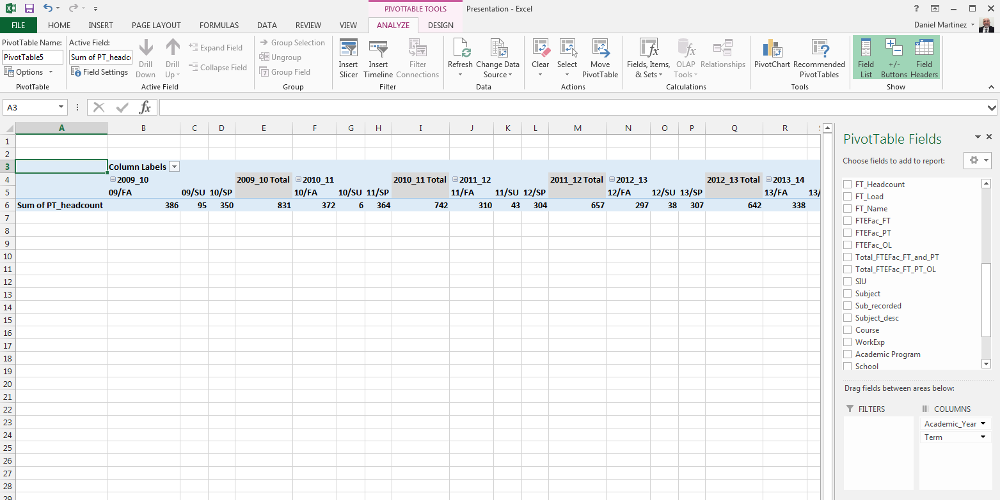 PIVOTTABLE TOOLS Presentation - Excel ?
FILE HOME INSERT PAGE LAYOUT FORMULAS DATA REVIEW VIEW ANALYZE DESIGN Daniel Martinez
PivotTable Name: Active Field:
PivotTable5 Sum of PT_headc
Options Field Settings
Drill Down
Drill Up
Expand Field
Collapse Field
Group Selection
Ungroup
Group Field
Insert Slicer
Insert Timeline
Filter Connections
Refresh
Change Data Source
Clear
Select
Move PivotTable
Fields, Items, & Sets
OLAP Tools
Relationships
PivotChart
Recommended PivotTables
Field List
+/- Buttons
Field Headers
PivotTable Active Field Group Filter Data Actions Calculations Tools Show
A3 fx
A B C D E F G H I J K L M N O P Q R
1
2
3 Column Labels
4 2009_10 2009_10 Total 2010_11 2010_11 Total 2011_12 2011_12 Total 2012_13 2012_13 Total 2013_14
5 09/FA 09/SU 10/SP 10/FA 10/SU 11/SP 11/FA 11/SU 12/SP 12/FA 12/SU 13/SP 13/FA 13/
6 Sum of PT_headcount 386 95 350 831 372 6 364 742 310 43 304 657 297 38 307 642 338
7
8
9
10
11
12
13
14
15
16
17
18
19
20
21
22
23
24
25
26
27
28
29
PivotTable Fields
Choose fields to add to report:
FT_Headcount
FT_Load
FT_Name
FTEFac_FT
FTEFac_PT
FTEFac_OL
Total_FTEFac_FT_and_PT
Total_FTEFac_FT_PT_OL
SIU
Subject
Sub_recorded
Subject_desc
Course
WorkExp
Academic Program
School
Drag fields between areas below:
FILTERS COLUMNS
Academic_Year
Term